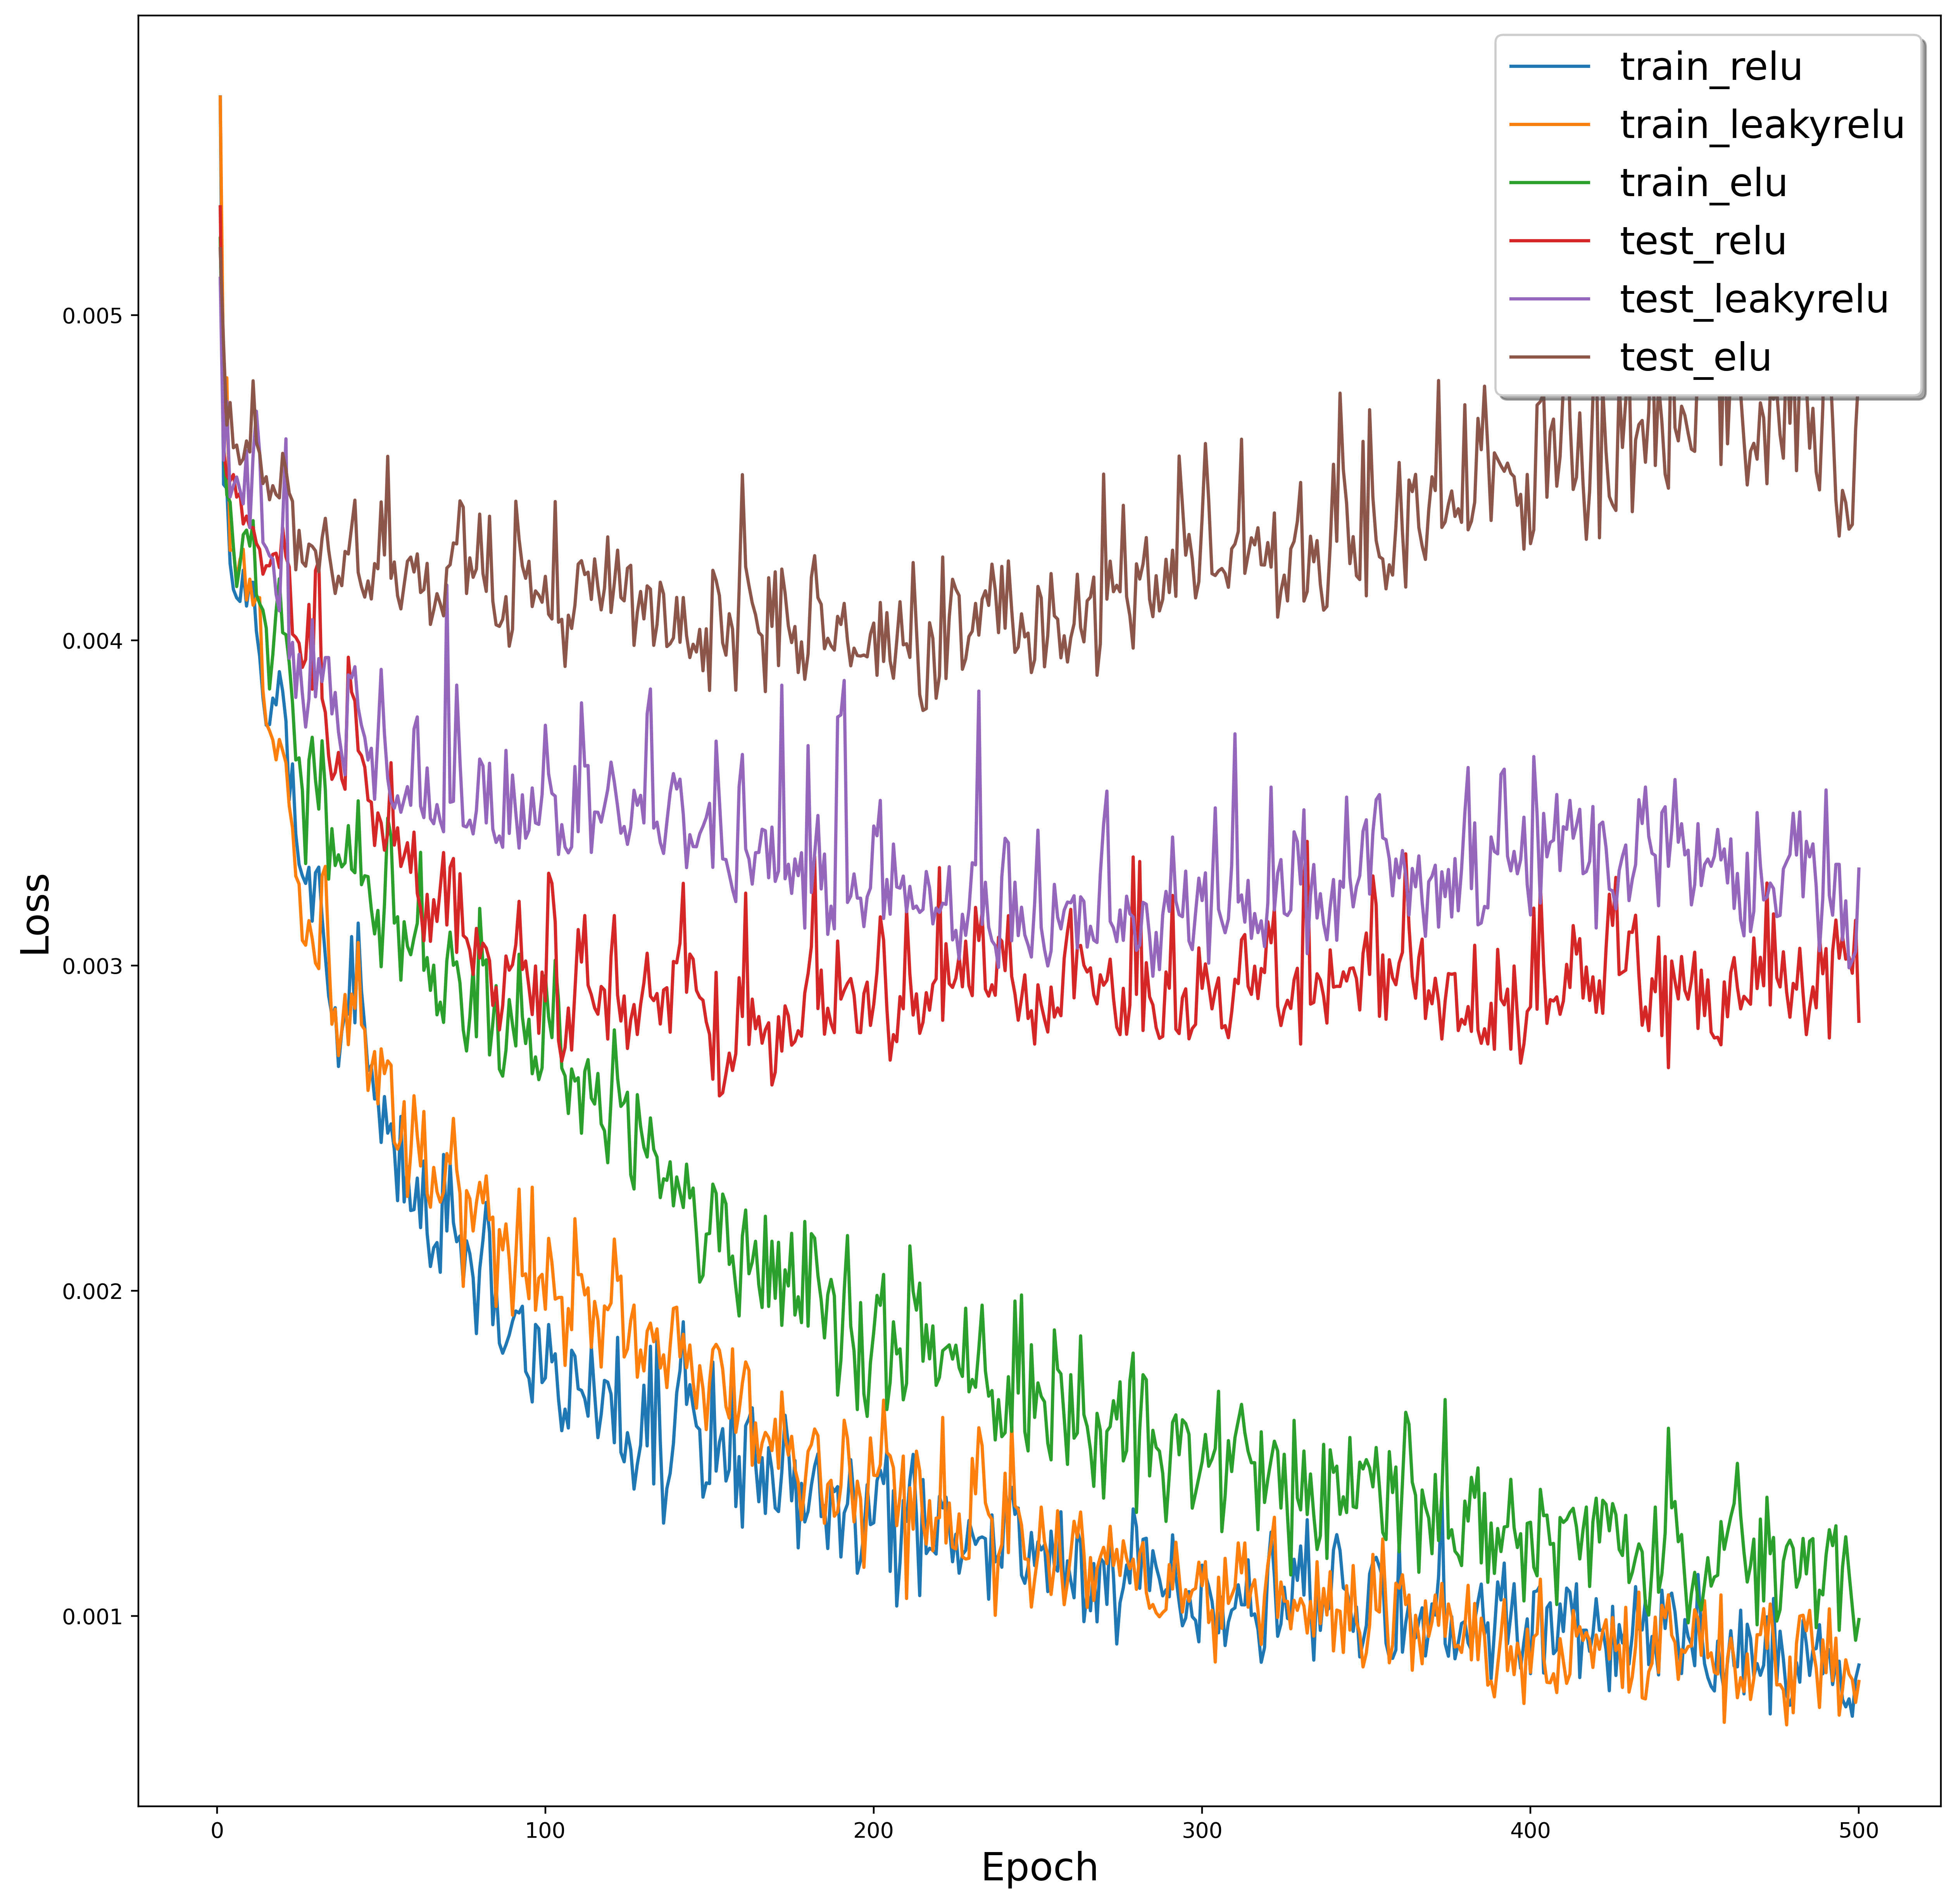 train_relu
train_leakyrelu
train_elu
test_relu
test_leakyrelu
test_elu
0.005
0.004
0.003
0.002
0.001
Loss
0 100 200 300 400 500
Epoch